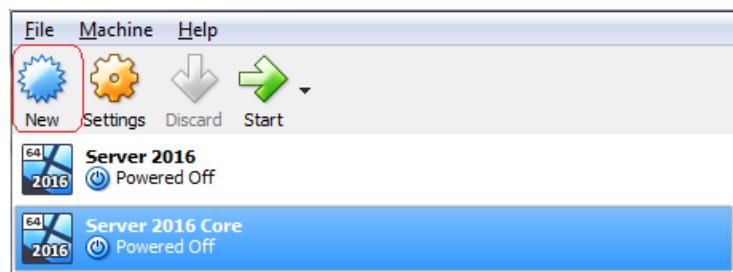 File Machine Help
New Settings Discard Start
64
2016
Server 2016
Powered Off
64
2016
Server 2016 Core
Powered Off